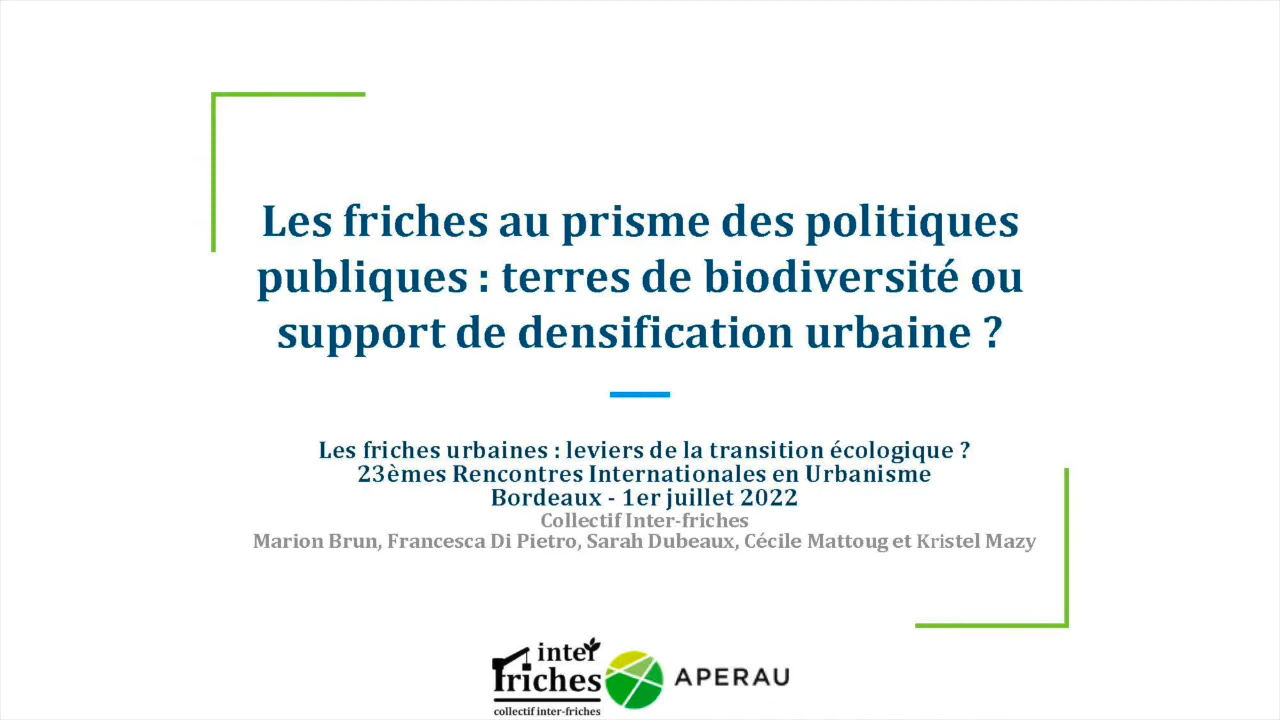 Les friches au prisme des politiques
publiques : terres de biodiversité ou
support de densification urbaine ?
Les friches urbaines : leviers de la transition écologique ?
23èmes Rencontres Internationales en Urbanisme
Bordeaux - 1er juillet 2022
Collectif Inter-friches
Marion Brun, Francesca Di Pietro, Sarah Dubeaux, Cécile Mattoug et Kristel Mazy
inter
friches
collectif inter-friches
APERAU